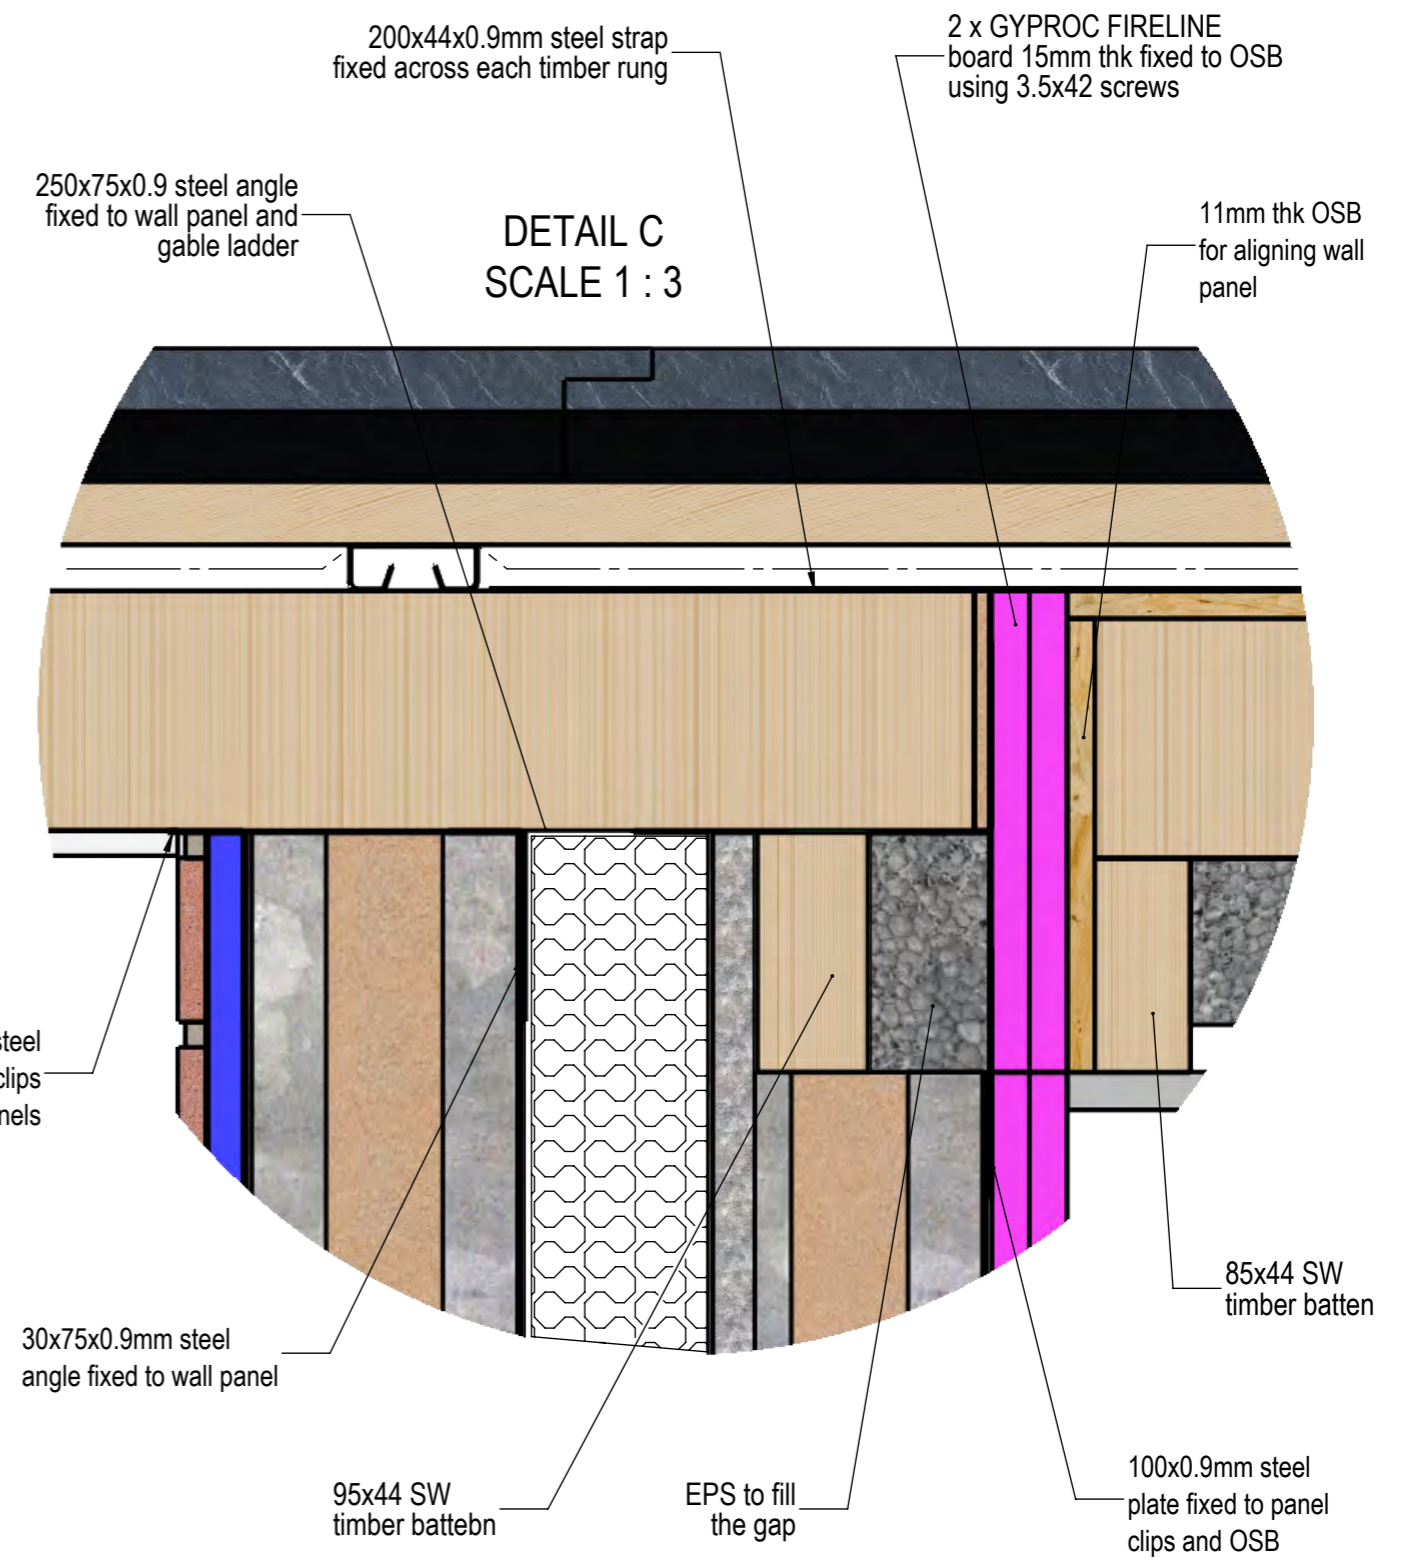 200x44x0.9mm steel strap
fixed across each timber rung
2 x GYPROC FIRELINE
board 15mm thk fixed to OSB
using 3.5x42 screws
250x75x0.9 steel angle
fixed to wall panel and
gable ladder
DETAIL C
SCALE 1 : 3
11mm thk OSB
for aligning wall
panel
steel
clips
nels
30x75x0.9mm steel
angle fixed to wall panel
85x44 SW
timber batten
95x44 SW
timber battebn
EPS to fill
the gap
100x0.9mm steel
plate fixed to panel
clips and OSB